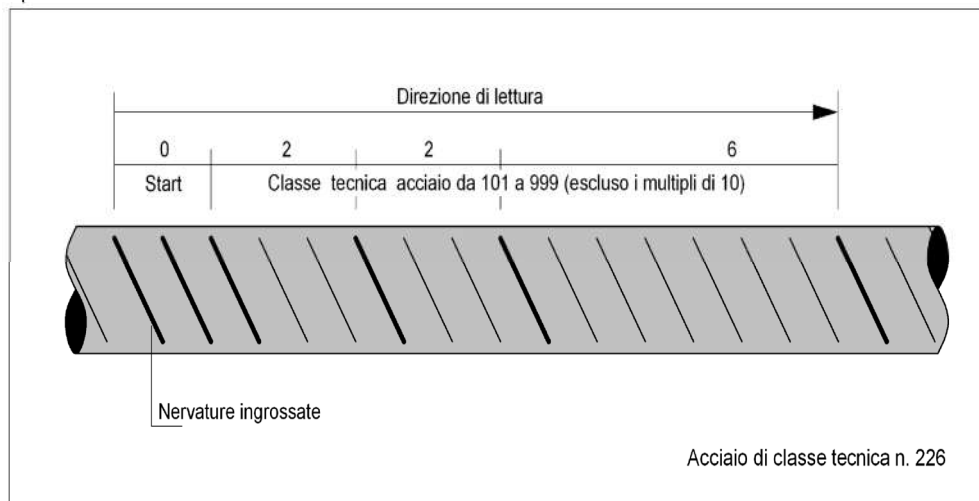 Direzione di lettura
0 2 2 6
Start Classe tecnica acciaio da 101 a 999 (escluso i multipli di 10)
Nervature ingrossate
Acciaio di classe tecnica n. 226